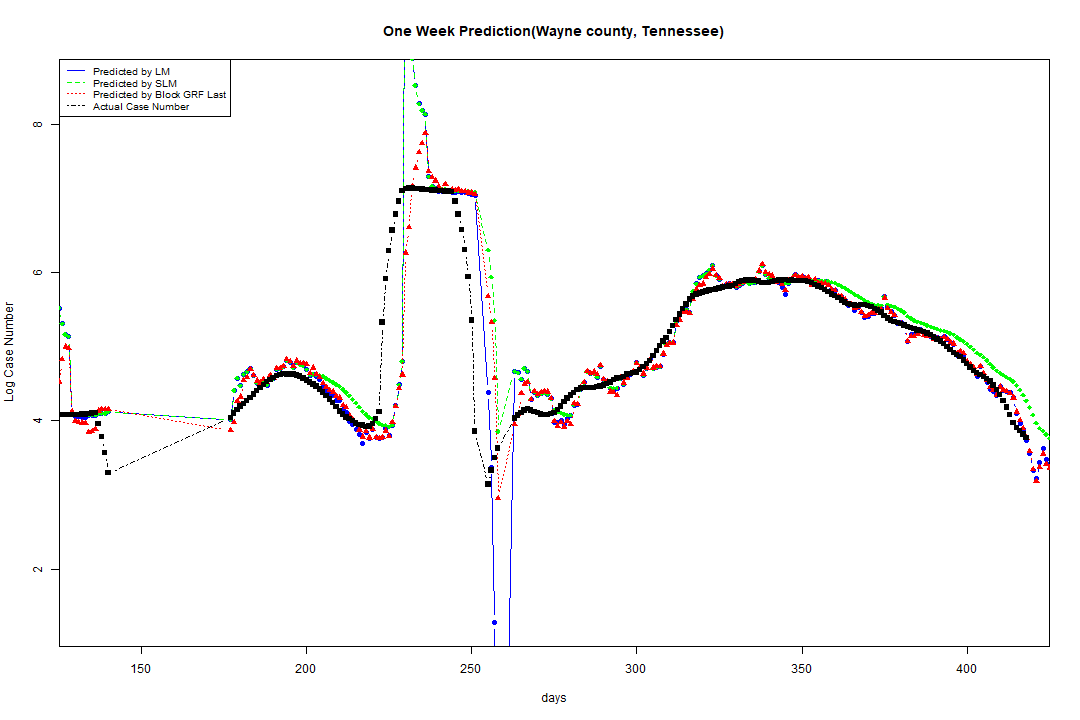 One Week Prediction(Wayne county, Tennessee)
Predicted by LM
Predicted by SLM
Predicted by Block GRF Last
Actual Case Number
8
6
4
2
Log Case Number
150 200 250 300 350 400
days